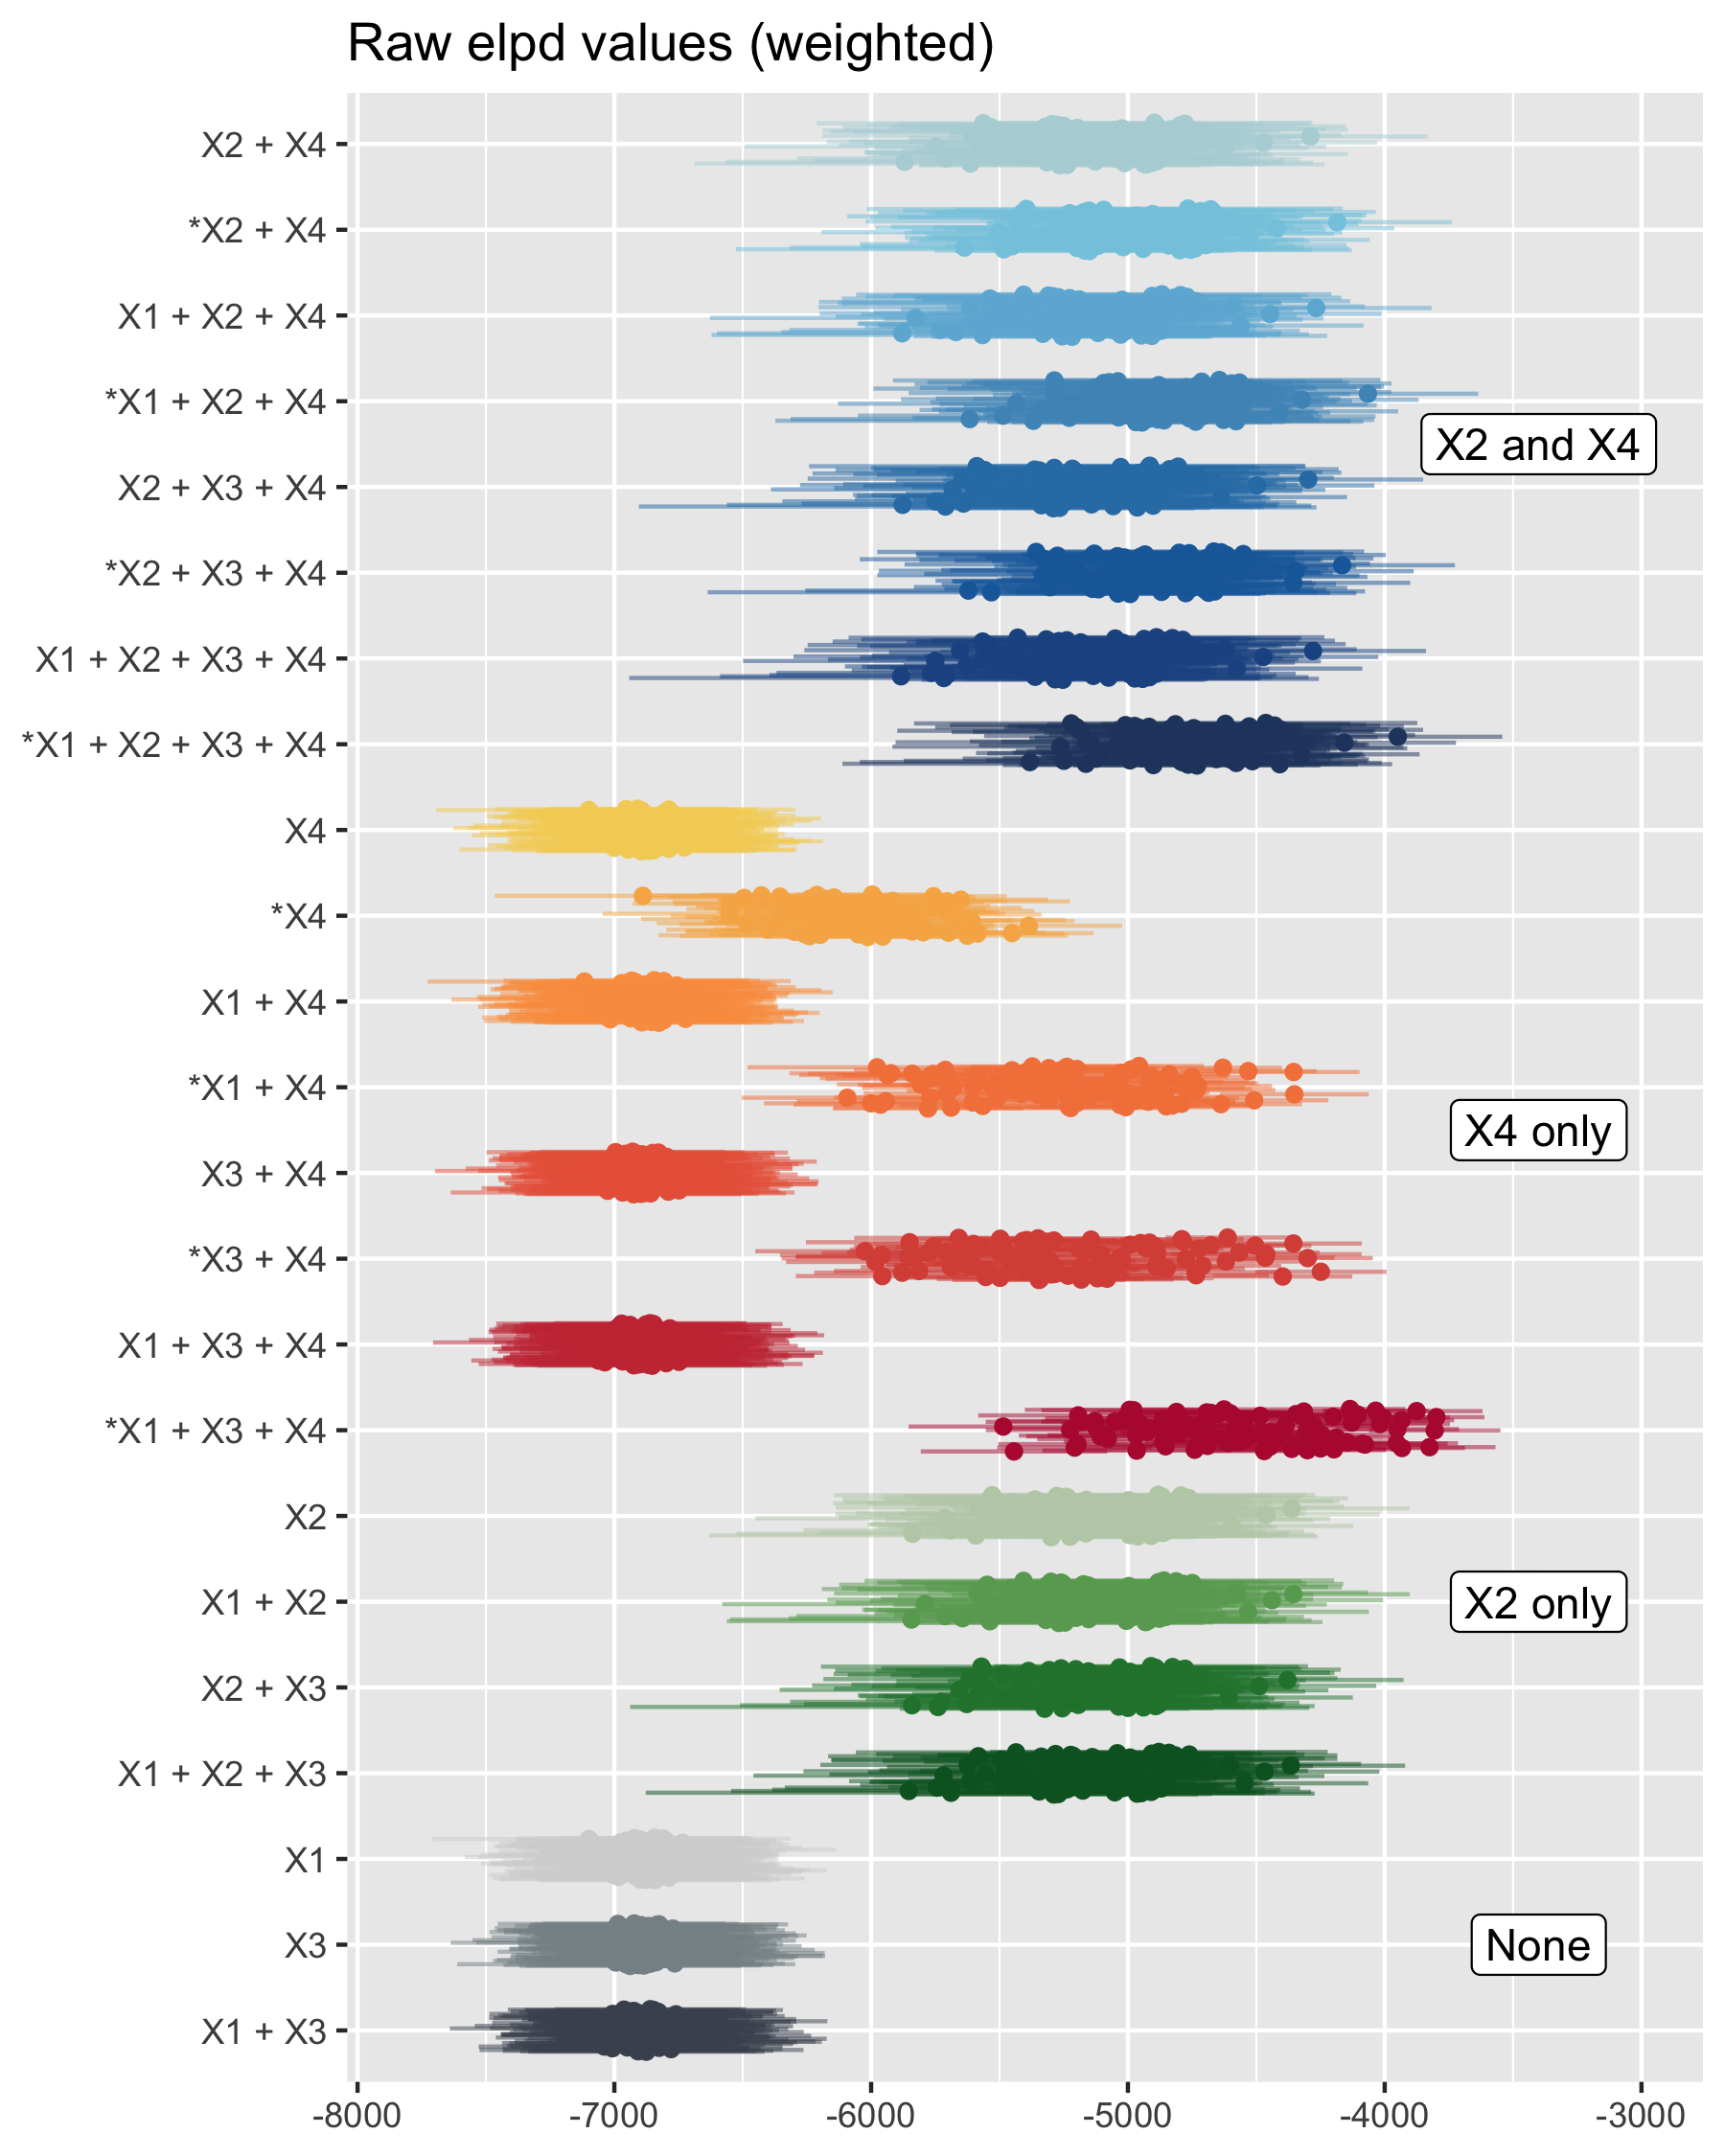 Raw elpd values (weighted)
X2 + X4
*X2 + X4
X1 + X2 + X4
*X1 + X2 + X4
X2 and X4
X2 + X3 + X4
*X2 + X3 + X4
X1 + X2 + X3 + X4
*X1 + X2 + X3 + X4
X4
*X4
X1 + X4
*X1 + X4
X4 only
X3 + X4
*X3 + X4
X1 + X3 + X4
*X1 + X3 + X4
X2
X1 + X2
X2 only
X2 + X3
X1 + X2 + X3
X1
X3
None
X1 + X3
-8000 -7000 -6000 -5000 -4000 -3000